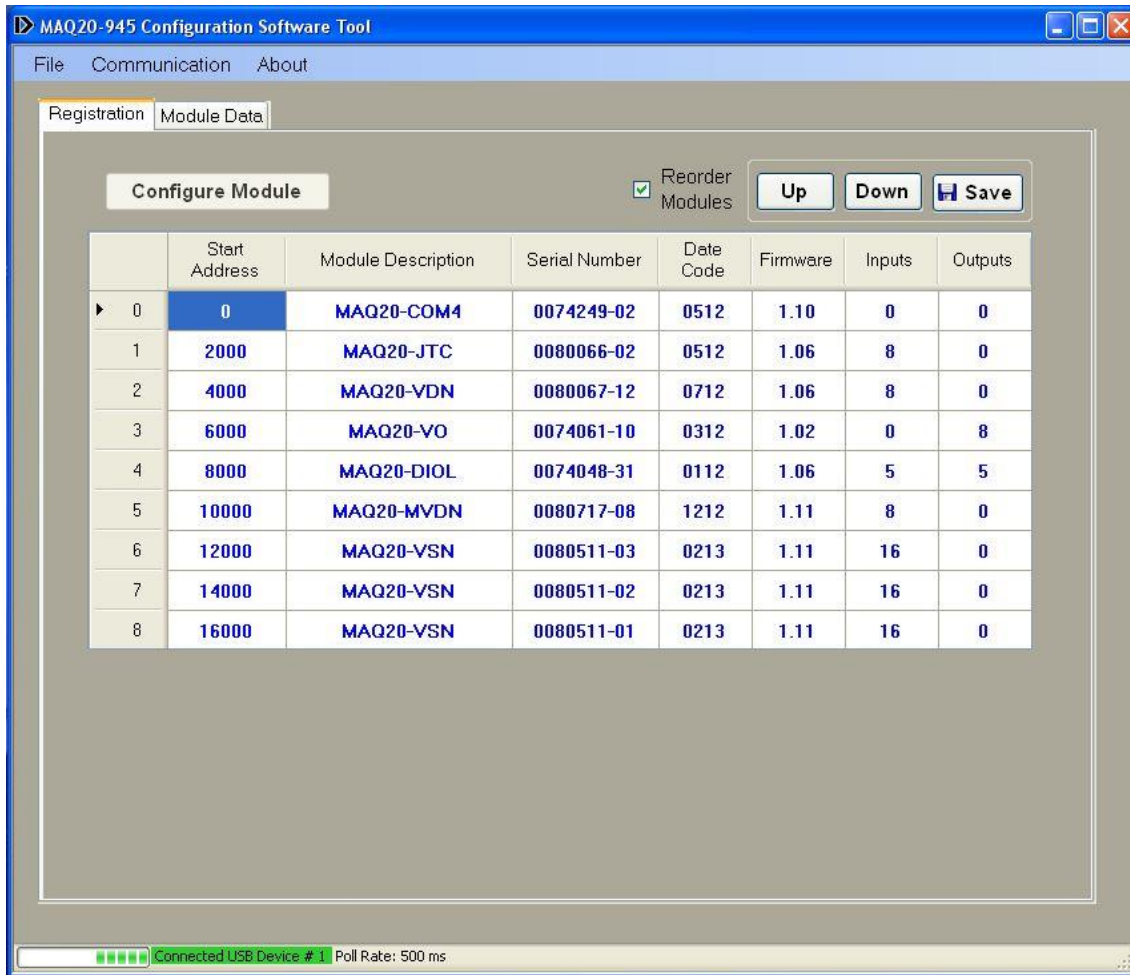 MAQ20-945 Configuration Software Tool
File Communication About
Registration Module Data
Configure Module Reorder Modules Up Down Save
Start Address Module Description Serial Number Date Code Firmware Inputs Outputs
0 0 MAQ20-COM4 0074249-02 0512 1.10 0 0
1 2000 MAQ20-JTC 0080066-02 0512 1.06 8 0
2 4000 MAQ20-VDN 0080067-12 0712 1.06 8 0
3 6000 MAQ20-VO 0074061-10 0312 1.02 0 8
4 8000 MAQ20-DIOL 0074048-31 0112 1.06 5 5
5 10000 MAQ20-MVDN 0080717-08 1212 1.11 8 0
6 12000 MAQ20-VSN 0080511-03 0213 1.11 16 0
7 14000 MAQ20-VSN 0080511-02 0213 1.11 16 0
8 16000 MAQ20-VSN 0080511-01 0213 1.11 16 0
Connected USB Device # 1 Poll Rate: 500 ms